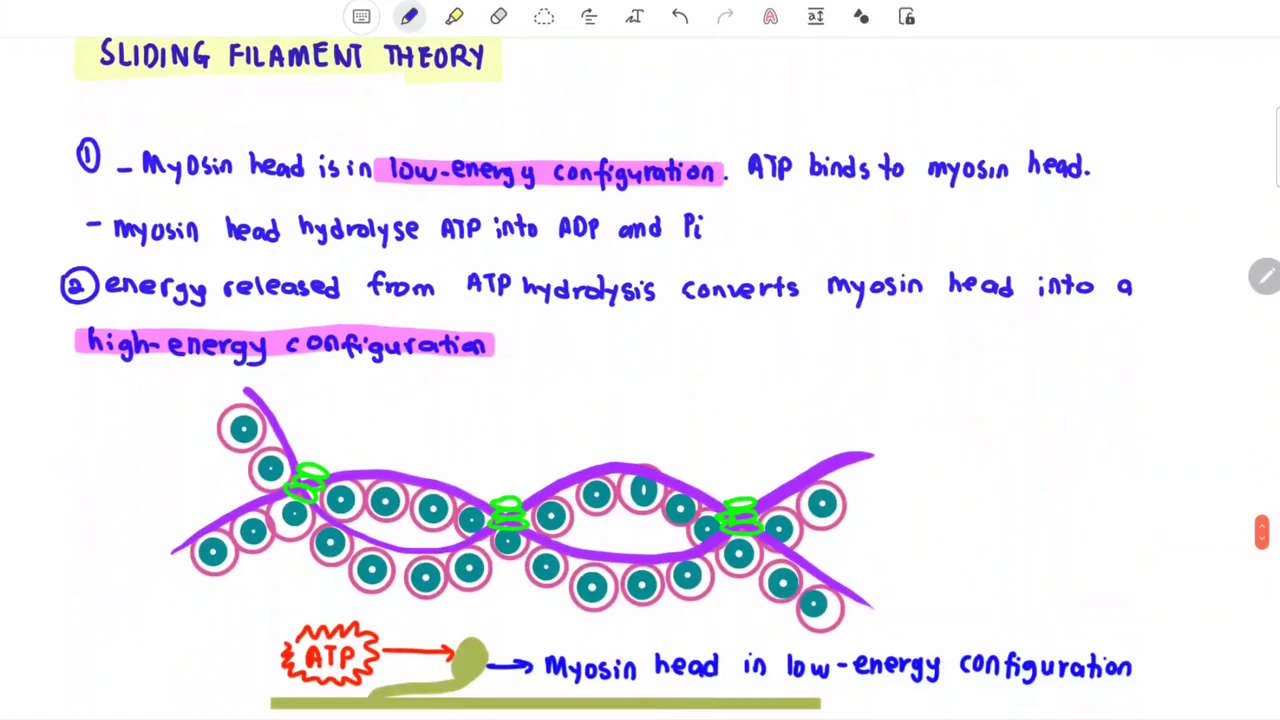 SLIDING FILAMENT THEORY
① - Myosin head is in low-energy configuration. ATP binds to myosin head.
- myosin head hydrolyse ATP into ADP and Pi
② energy released from ATP hydrolysis converts myosin head into a
high-energy configuration
ATP
Myosin head in low-energy configuration